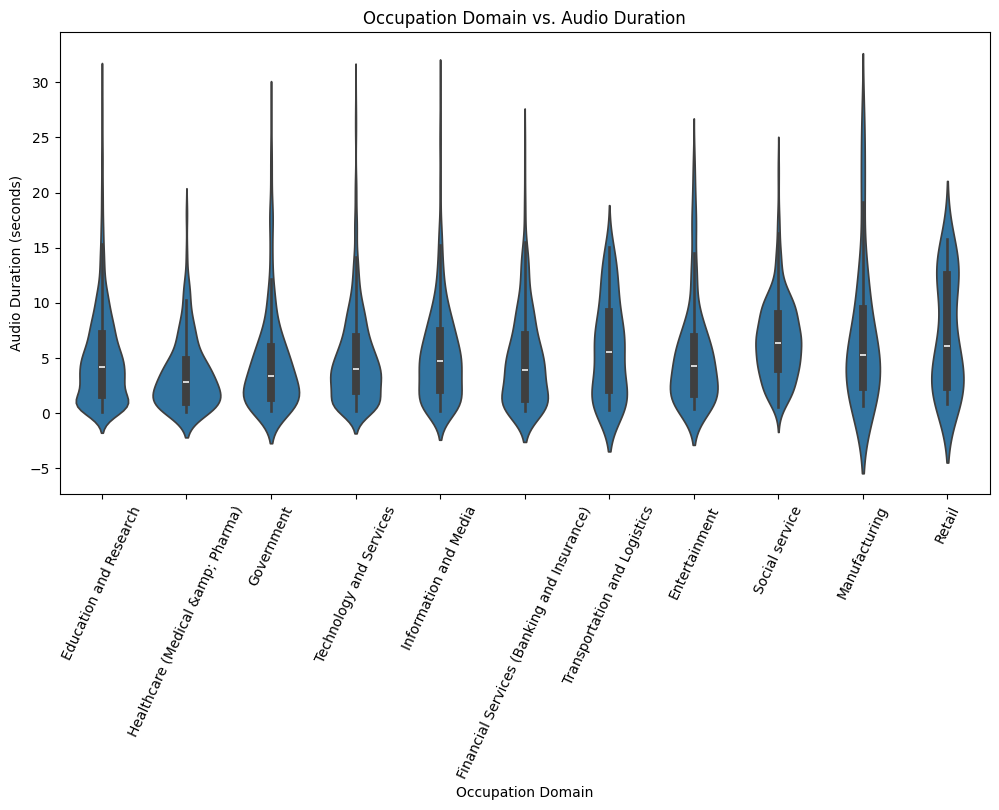 Occupation Domain vs. Audio Duration
Audio Duration (seconds)
30
25
20
15
10
5
0
−5
Education and Research
Healthcare (Medical &amp; Pharma)
Government
Technology and Services
Information and Media
Financial Services (Banking and Insurance)
Transportation and Logistics
Entertainment
Social service
Manufacturing
Retail
Occupation Domain